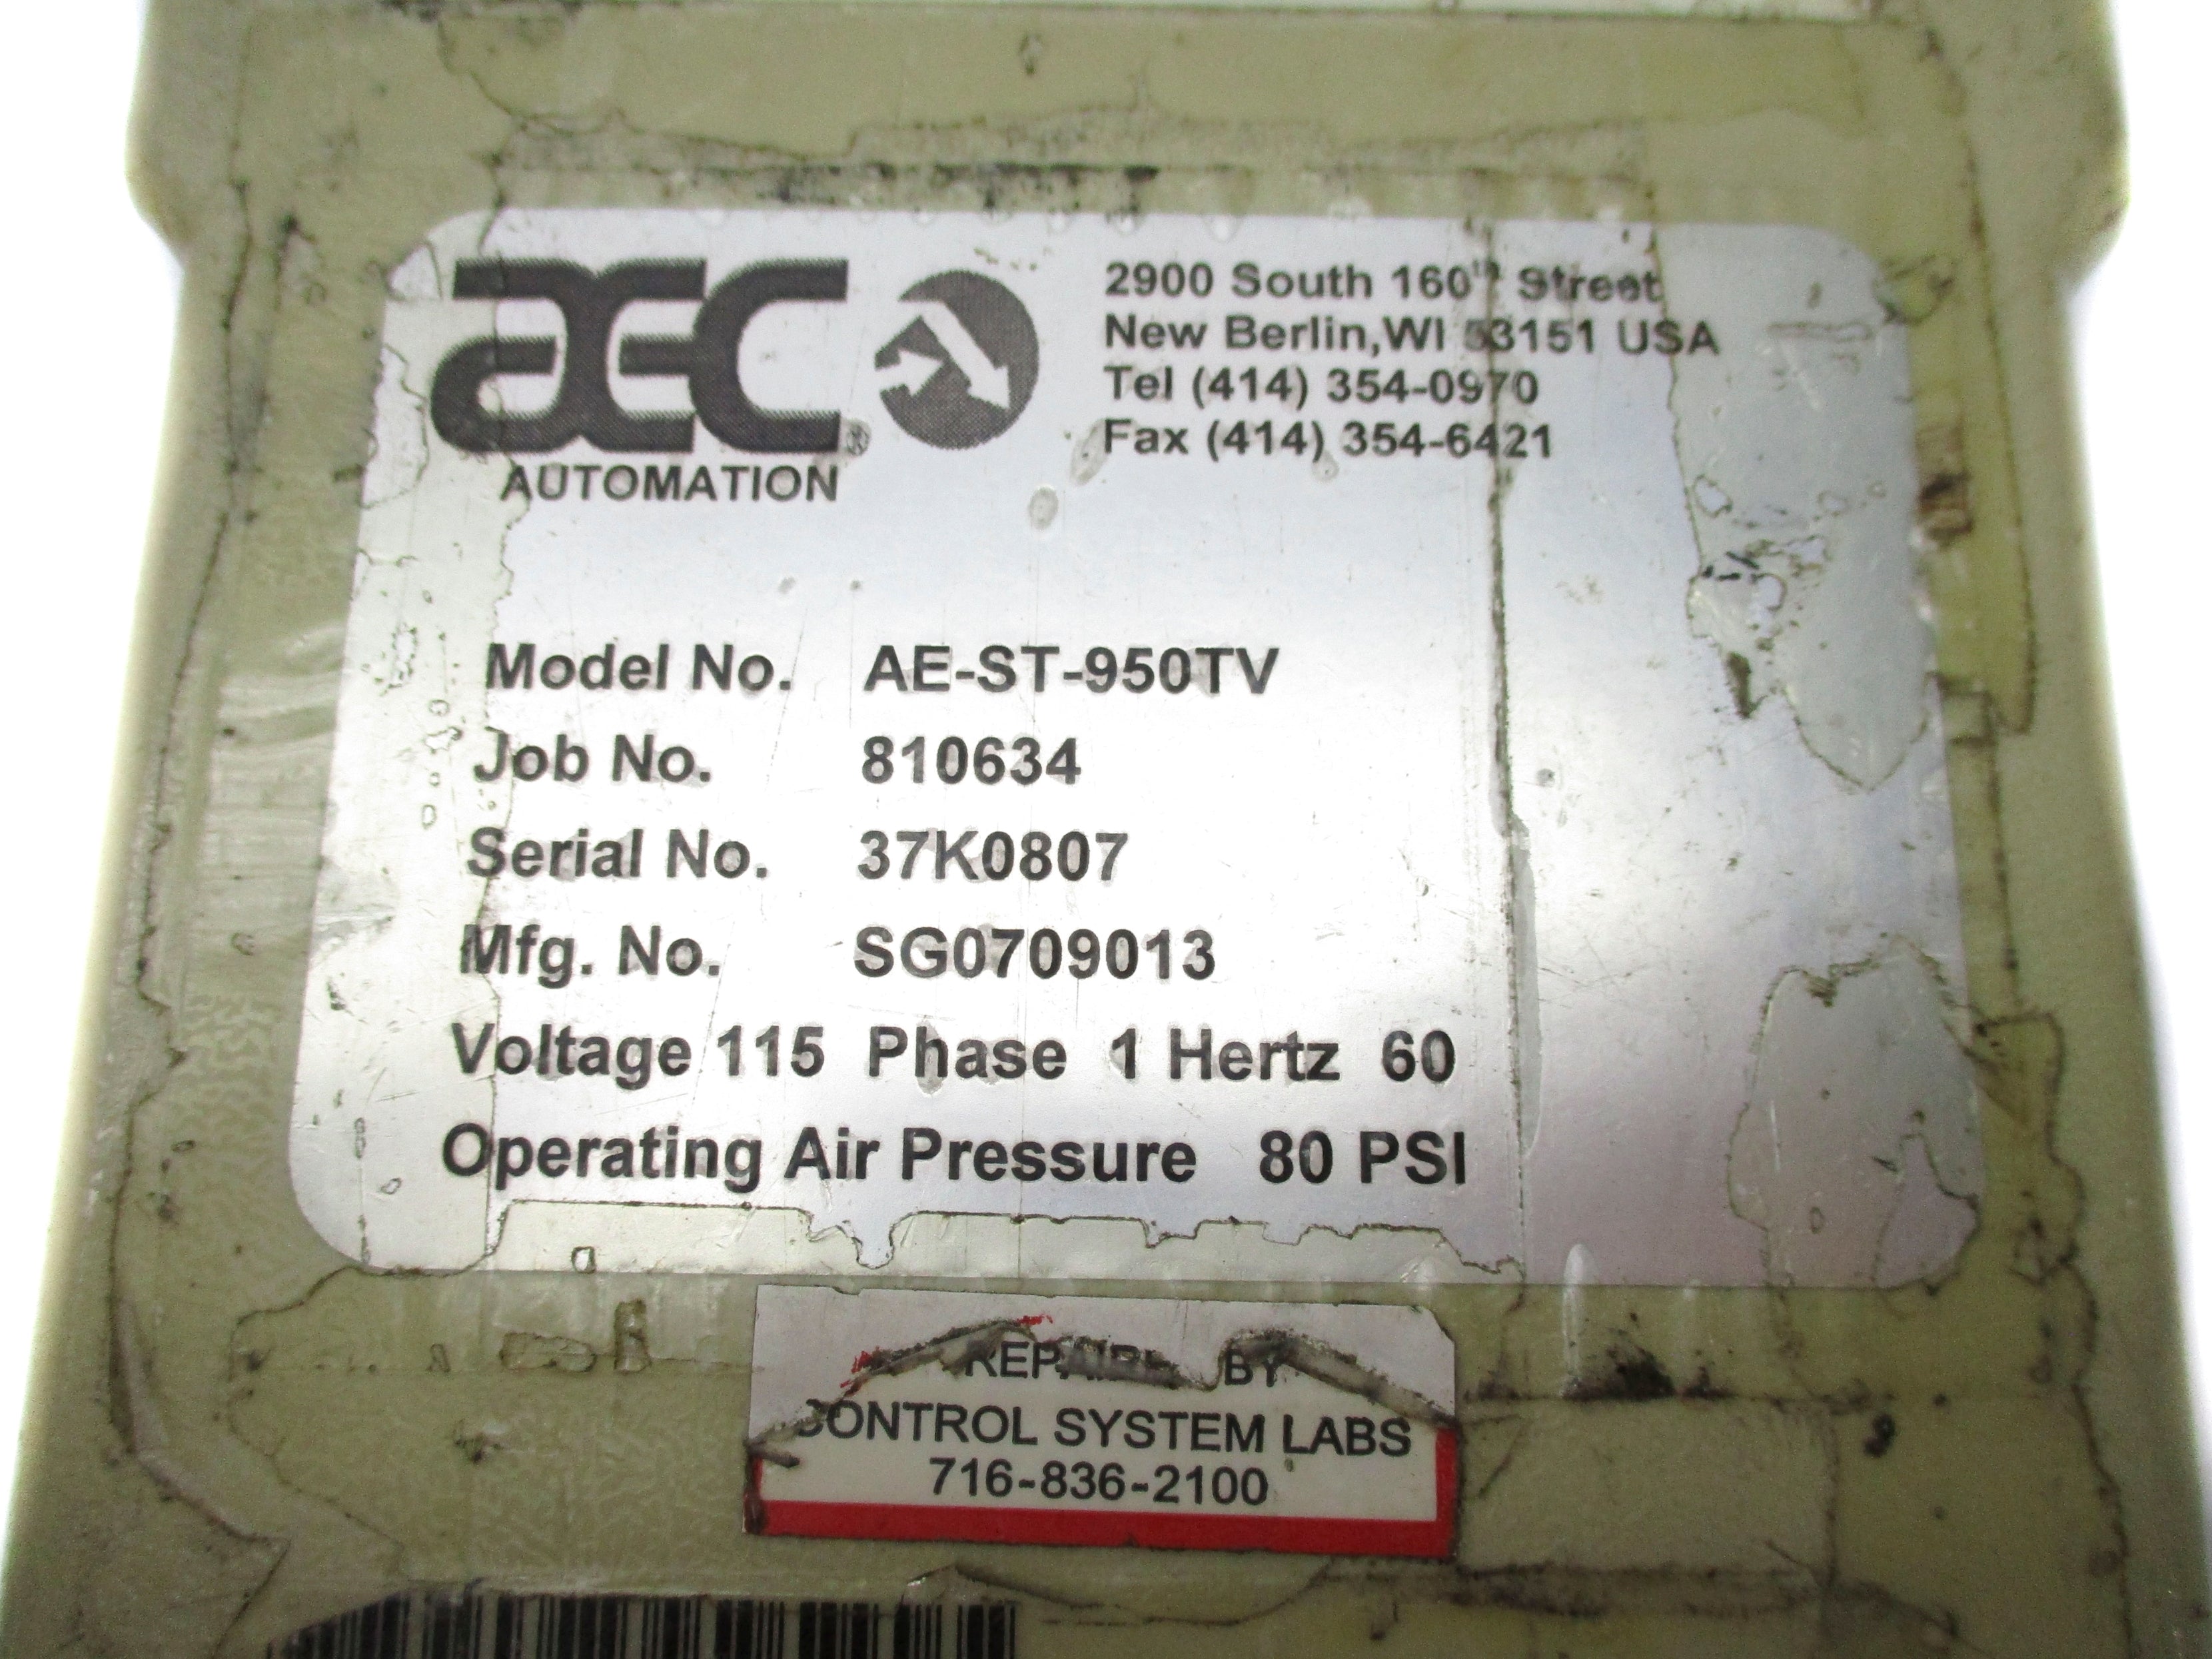 AEC®
AUTOMATION
2900 South 160th Street
New Berlin,WI 53151 USA
Tel (414) 354-0970
Fax (414) 354-6421
Model No. AE-ST-950TV
Job No. 810634
Serial No. 37K0807
Mfg. No. SG0709013
Voltage 115 Phase 1 Hertz 60
Operating Air Pressure 80 PSI
REPAIRED BY
CONTROL SYSTEM LABS
716-836-2100